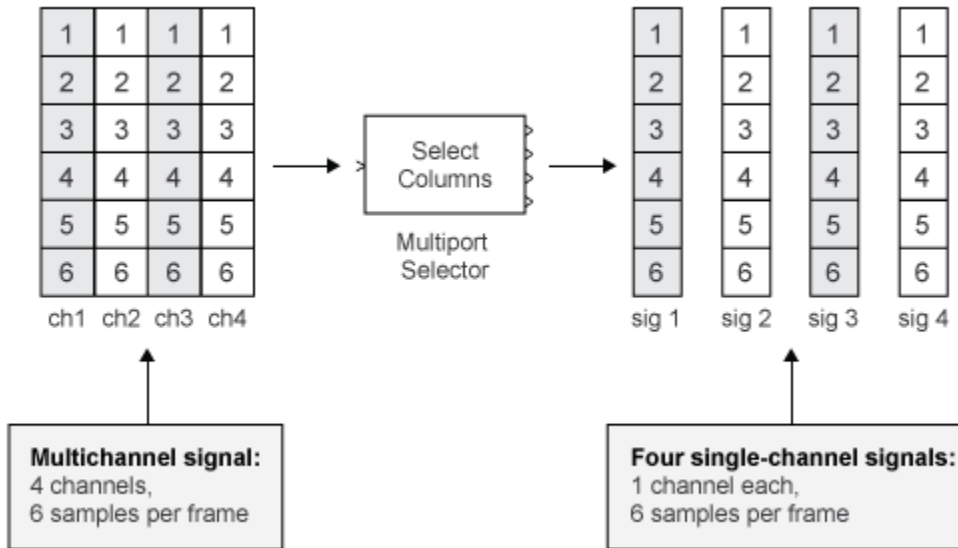 1 1 1 1
2 2 2 2
3 3 3 3
4 4 4 4
5 5 5 5
6 6 6 6
ch1 ch2 ch3 ch4
Select
Columns
Multiport
Selector
1 1 1 1
2 2 2 2
3 3 3 3
4 4 4 4
5 5 5 5
6 6 6 6
sig 1 sig 2 sig 3 sig 4
Multichannel signal:
4 channels,
6 samples per frame
Four single-channel signals:
1 channel each,
6 samples per frame